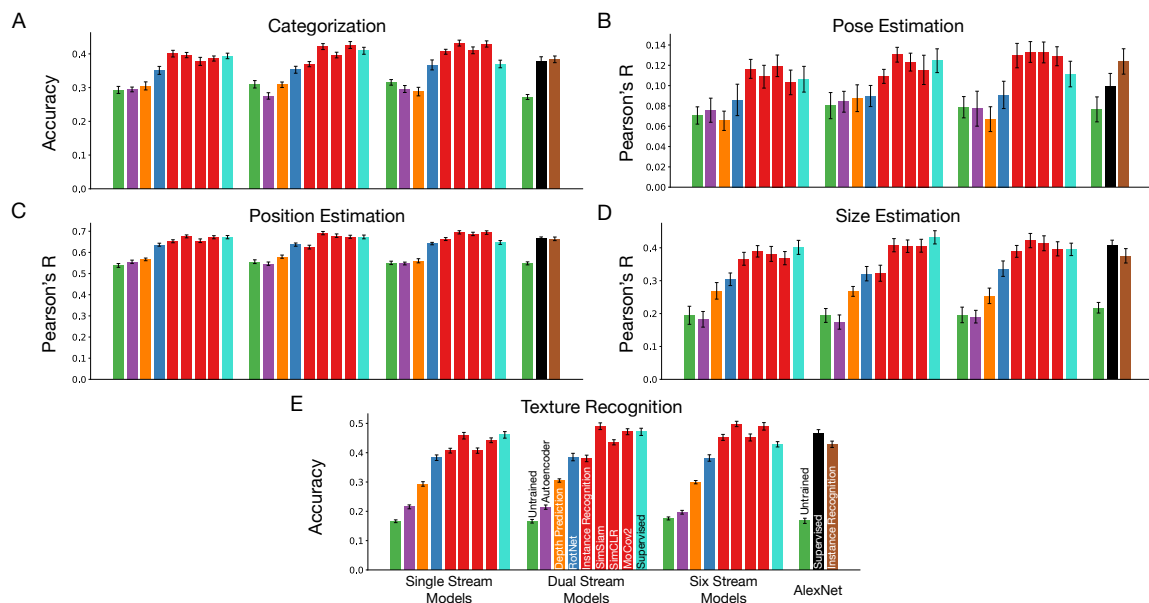 A
Categorization
Accuracy
0.4
0.3
0.2
0.1
0.0
B
Pose Estimation
Pearson's R
0.14
0.12
0.10
0.08
0.06
0.04
0.02
0.00
C
Position Estimation
Pearson's R
0.7
0.6
0.5
0.4
0.3
0.2
0.1
0.0
D
Size Estimation
Pearson's R
0.4
0.3
0.2
0.1
0.0
E
Texture Recognition
Accuracy
0.5
0.4
0.3
0.2
0.1
0.0
Untrained
Autoencoder
Depth Prediction
RotNet
Instance Recognition
SimSiam
SimCLR
MoCov2
Supervised
Untrained
Supervised
Instance Recognition
Single Stream
Models
Dual Stream
Models
Six Stream
Models
AlexNet